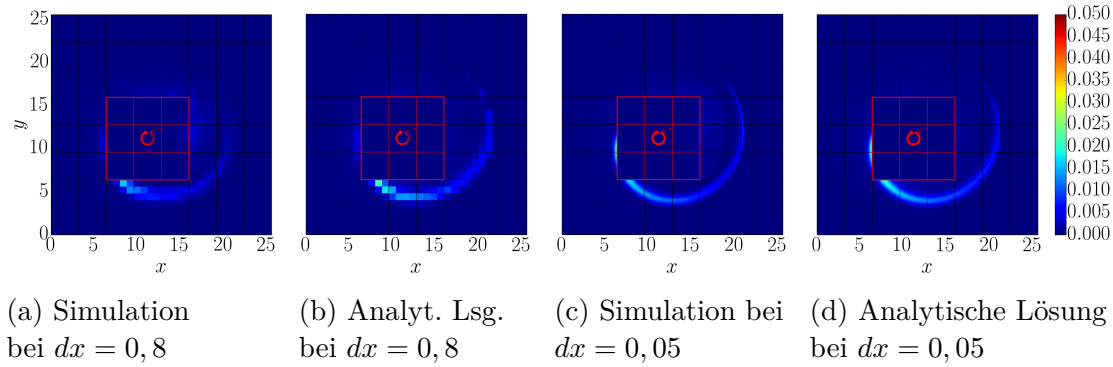 25
20
15
10
5
0
y
0 5 10 15 20 25
x
0 5 10 15 20 25
x
0 5 10 15 20 25
x
0 5 10 15 20 25
x
0.050
0.045
0.040
0.035
0.030
0.025
0.020
0.015
0.010
0.005
0.000
(a) Simulation
bei dx = 0, 8
(b) Analyt. Lsg.
bei dx = 0, 8
(c) Simulation bei
dx = 0, 05
(d) Analytische Lösung
bei dx = 0, 05